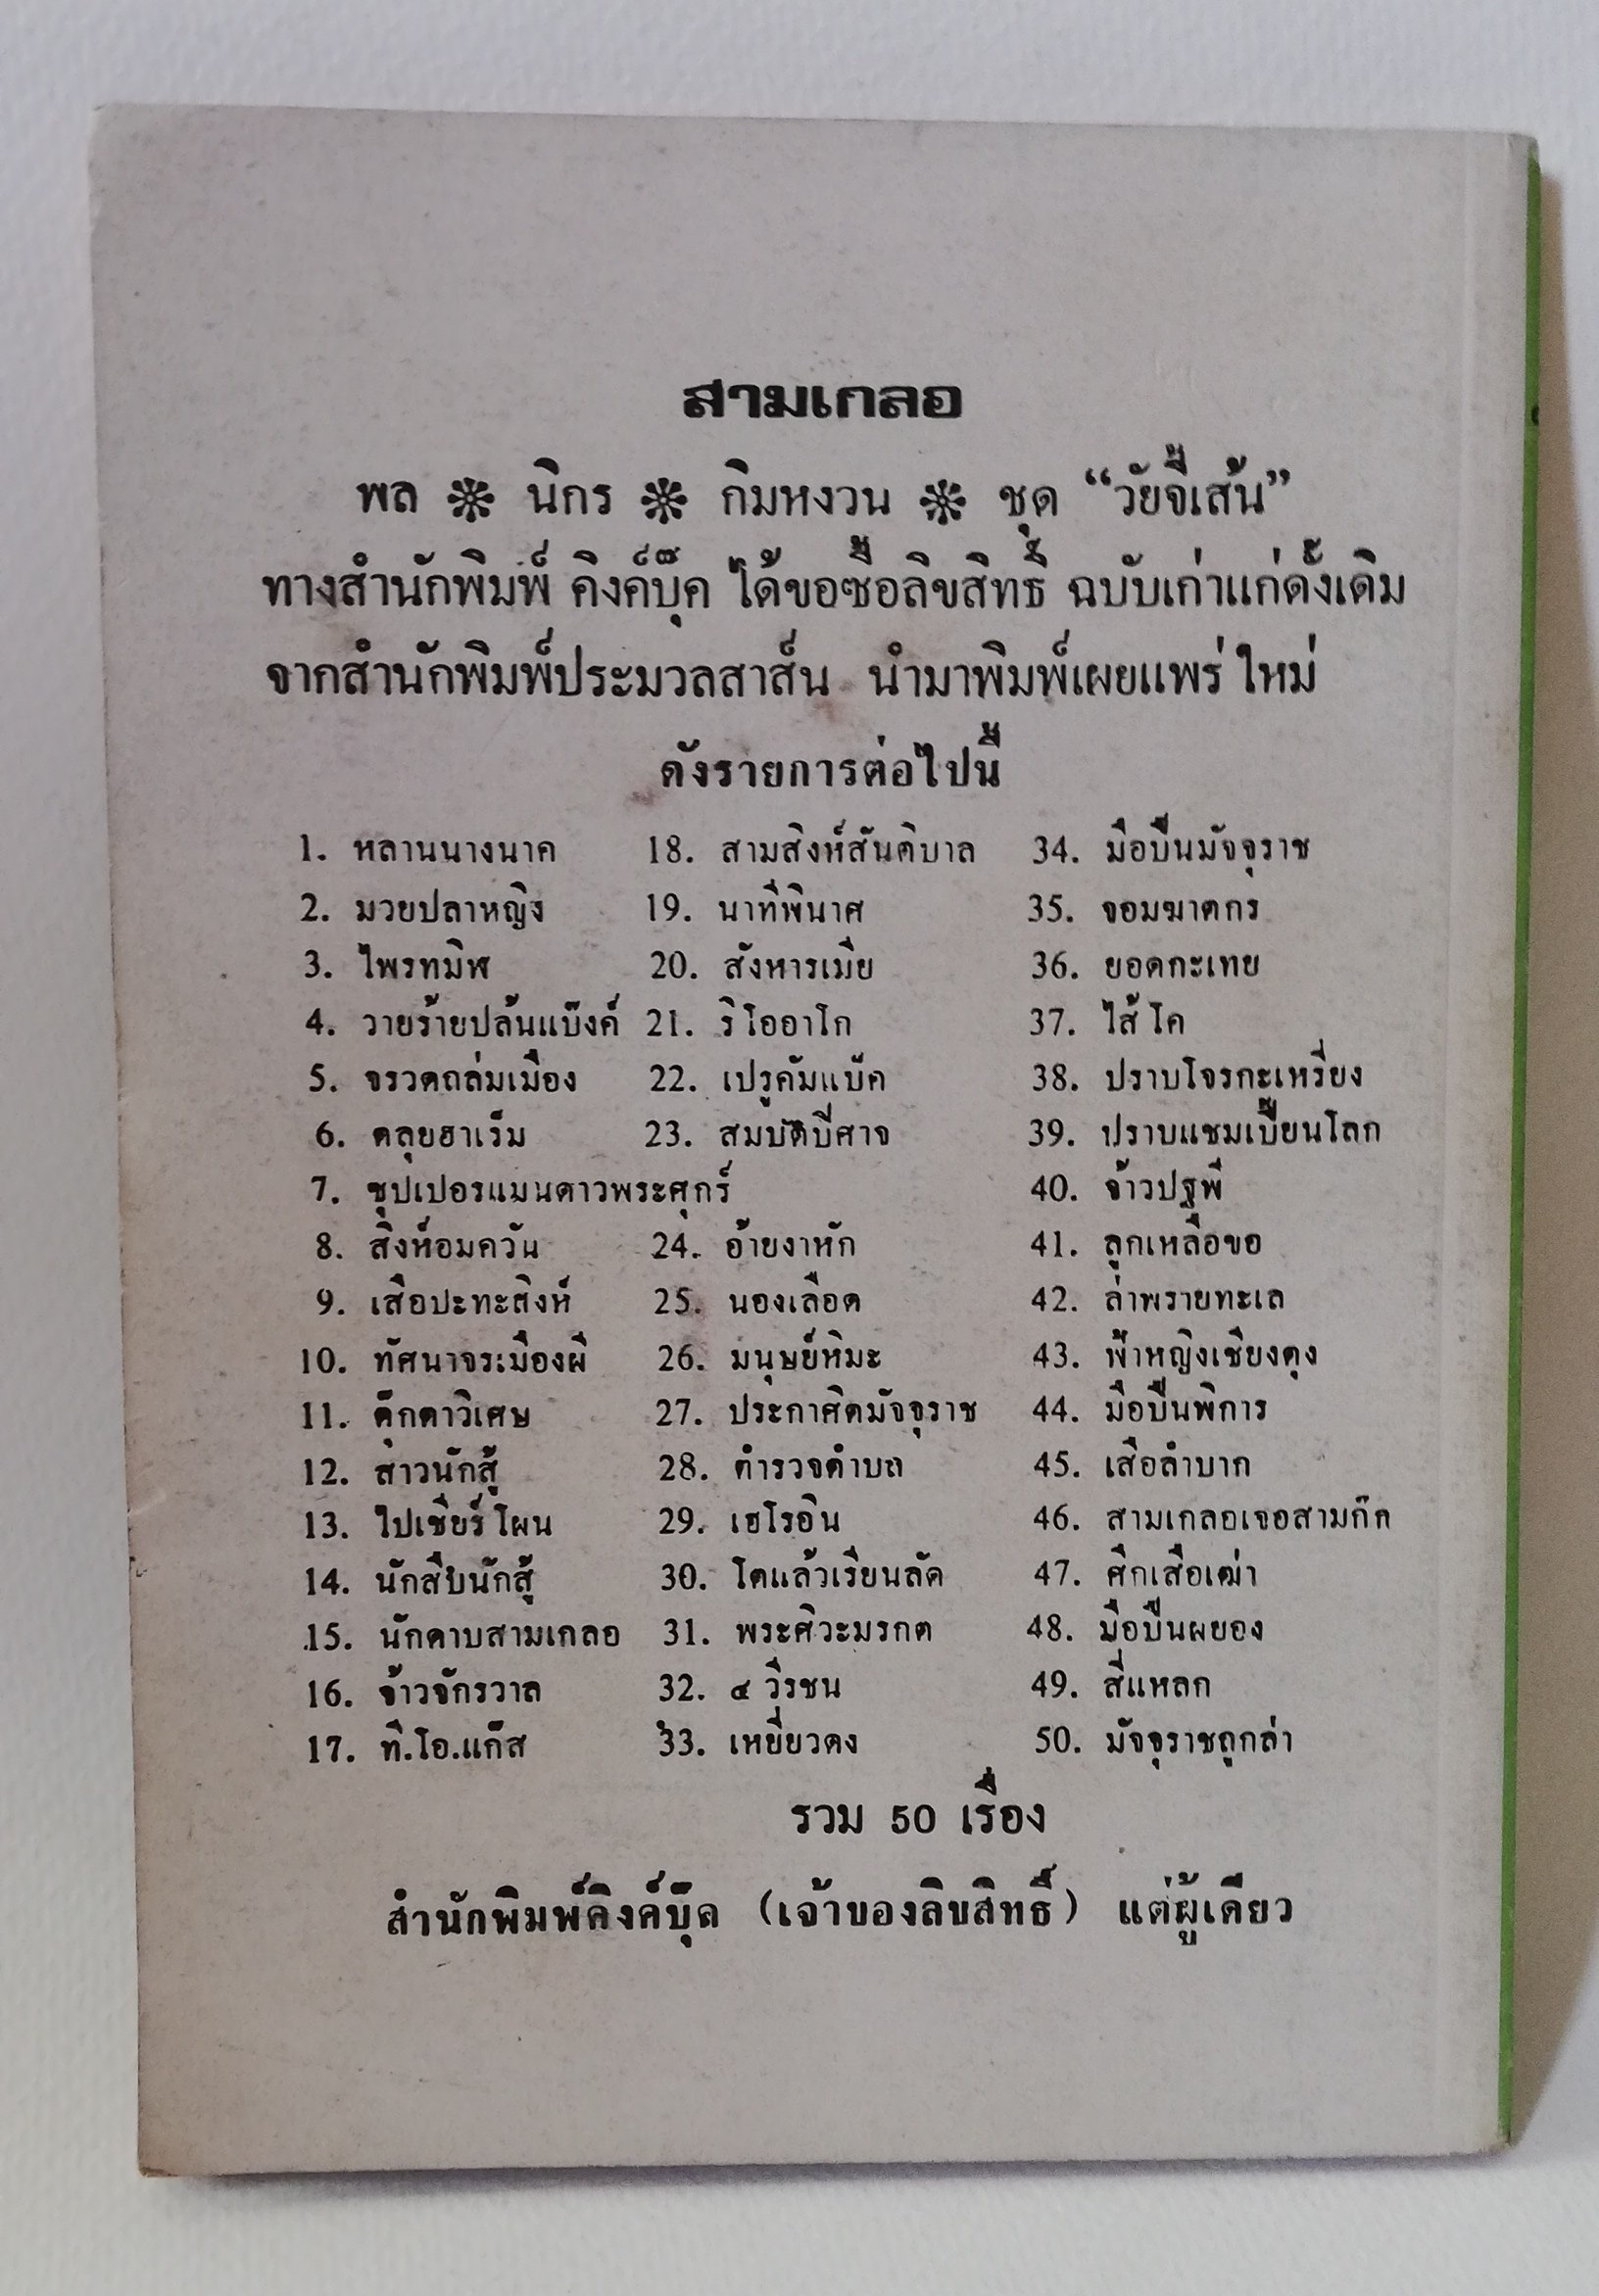 สามเกลอ
พล ❋ นิกร ❋ กิมหงวน ❋ ชุด “วัยจี้เส้น”
ทางสำนักพิมพ์ คิงค์บุ๊ค ได้ขอซื้อลิขสิทธิ์ ฉบับเก่าแก่ดั้งเดิม
จากสำนักพิมพ์ประมวลสาส์น นำมาพิมพ์เผยแพร่ ใหม่
ดังรายการต่อไปนี้
1. หลานนางนาค
2. มวยปลาหญิง
3. ไพรทมิฬ
4. วายร้ายปล้นแบ๊งค์
5. จรวดถล่มเมือง
6. ตลุยฮาเร็ม
7. ซุปเปอรแมนดาวพระศุกร์
8. สิงห์อมควัน
9. เสือปะทะสิงห์
10. ทัศนาจรเมืองผี
11. ตุ๊กตาวิเศษ
12. สาวนักสู้
13. ไปเชียร์ โผน
14. นักสืบนักสู้
15. นักดาบสามเกลอ
16. จ้าวจักรวาล
17. ที.โอ.แก๊ส
18. สามสิงห์สันติบาล
19. นาทีพินาศ
20. สังหารเมีย
21. ริโออาโก
22. เปรูคัมแบ๊ค
23. สมบัติปีศาจ
24. อ้ายงาหัก
25. นองเลือด
26. มนุษย์หิมะ
27. ประกาศิตมัจจุราช
28. ตำรวจตำบล
29. เฮโรอิน
30. โตแล้วเรียนลัด
31. พระศิวะมรกต
32. ๔ วีรชน
33. เหยี่ยวดง
34. มือปืนมัจจุราช
35. จอมฆาตกร
36. ยอดกะเทย
37. ไส้ โค
38. ปราบโจรกะเหรี่ยง
39. ปราบแชมเปี้ยนโลก
40. จ้าวปฐพี
41. ลูกเหลือขอ
42. ล่าพรายทะเล
43. ฟ้าหญิงเชียงตุง
44. มือปืนพิการ
45. เสือลำบาก
46. สามเกลอเจอสามก๊ก
47. ศึกเสือเฒ่า
48. มือปืนผยอง
49. สี่แหลก
50. มัจจุราชถูกล่า
รวม 50 เรื่อง
สำนักพิมพ์คิงค์บุ๊ค (เจ้าของลิขสิทธิ์) แต่ผู้เดียว